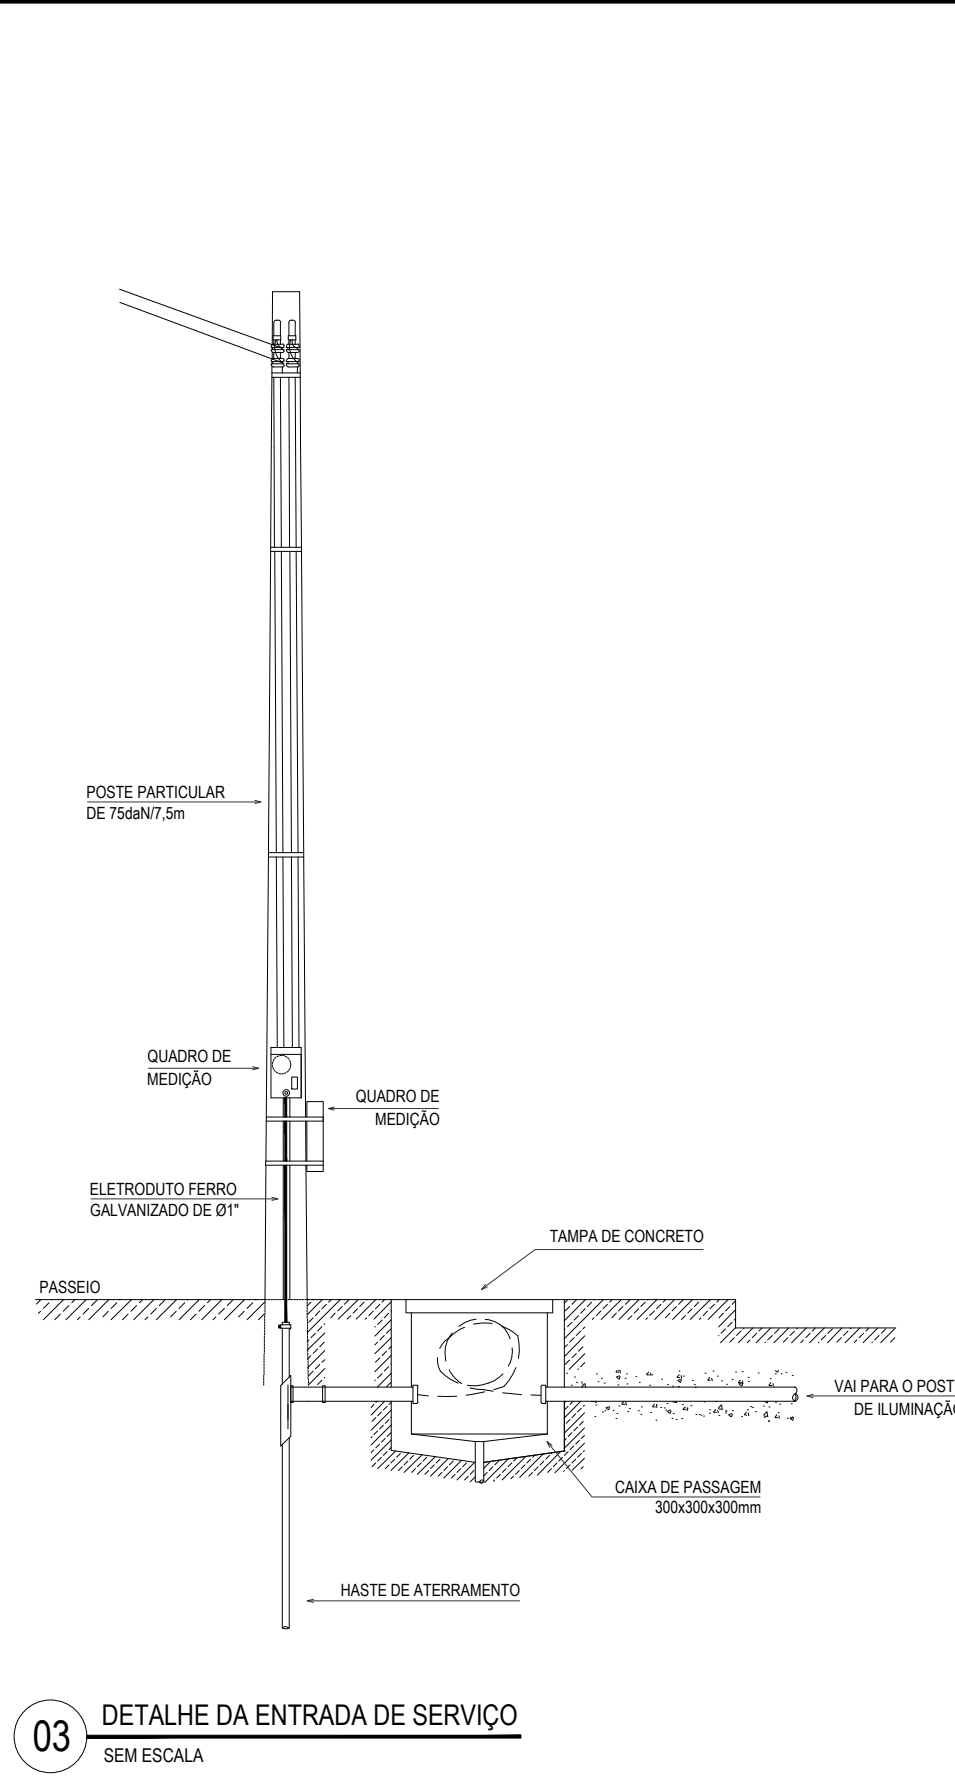 POSTE PARTICULAR
DE 75daN/7,5m
QUADRO DE
MEDIÇÃO
QUADRO DE
MEDIÇÃO
ELETRODUTO FERRO
GALVANIZADO DE Ø1"
TAMPA DE CONCRETO
PASSEIO
VAI PARA O POST
DE ILUMINAÇÃO
CAIXA DE PASSAGEM
300x300x300mm
HASTE DE ATERRAMENTO
03
DETALHE DA ENTRADA DE SERVIÇO
SEM ESCALA